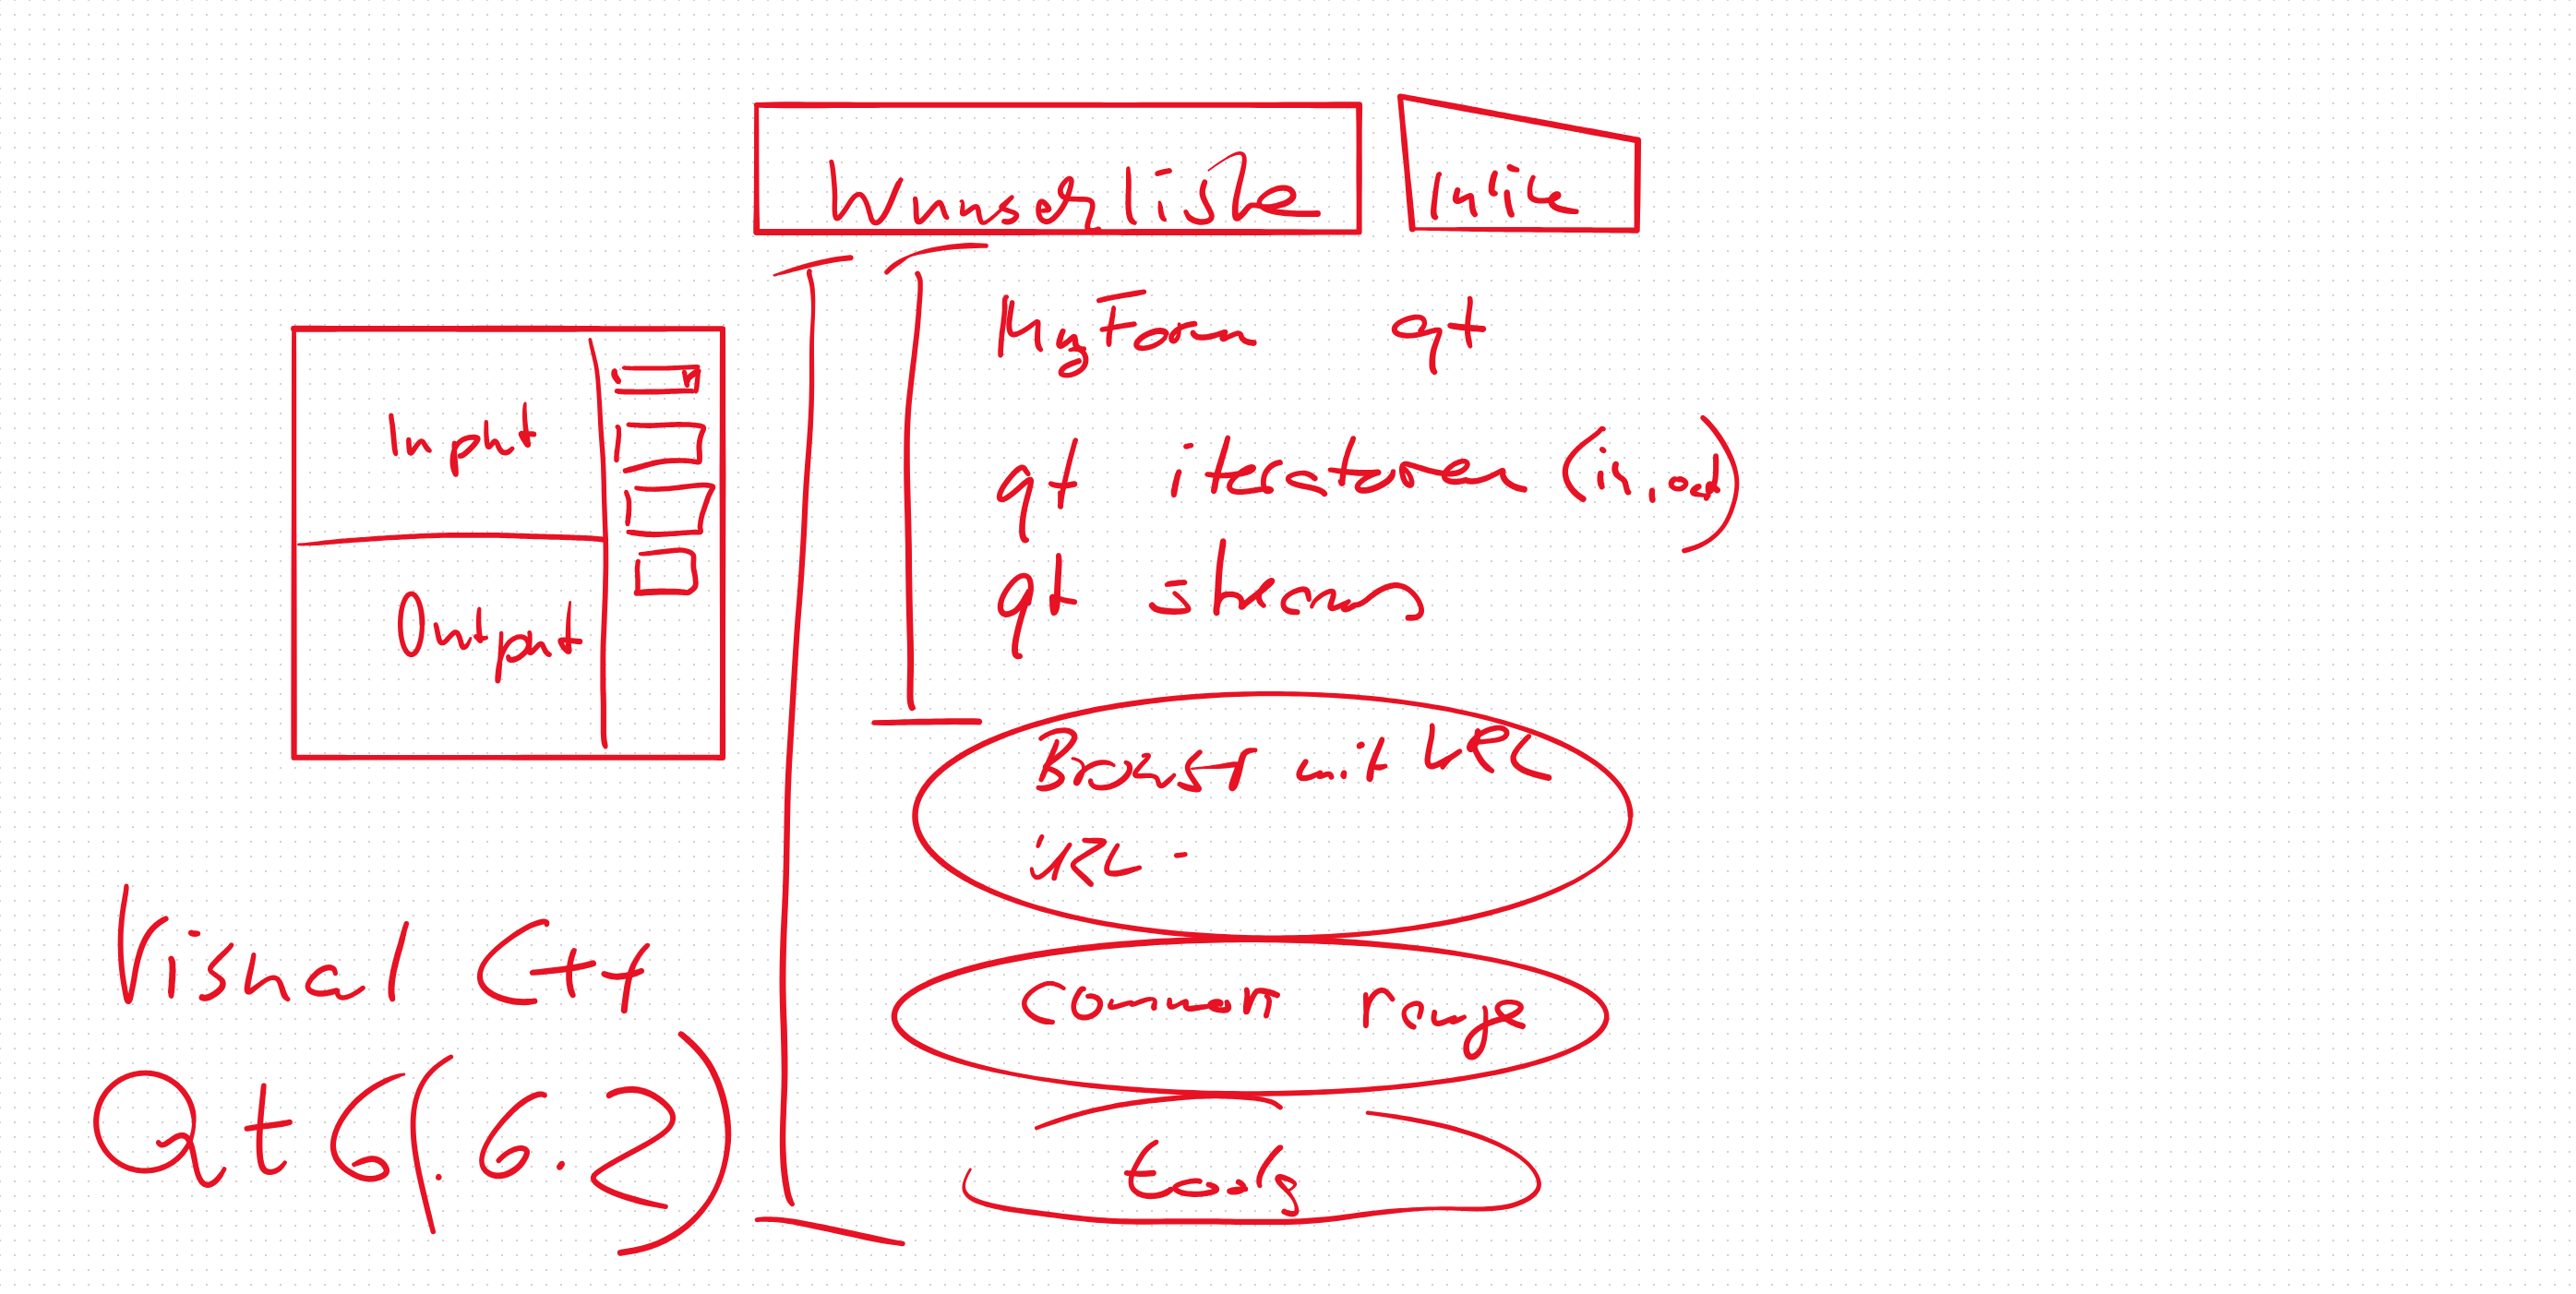 Wunschliste
MyForm qt
qt iteratoren (in, out)
qt streams
Input
Output
Browser mit URL
URL -
common range
tools
Visual C++
Qt 6 (6.2)